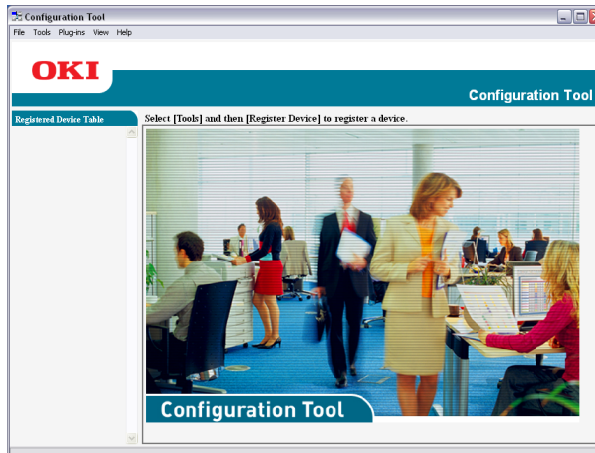 Configuration Tool
File Tools Plug-ins View Help
OKI
Configuration Tool
Registered Device Table
Select [Tools] and then [Register Device] to register a device.
Configuration Tool